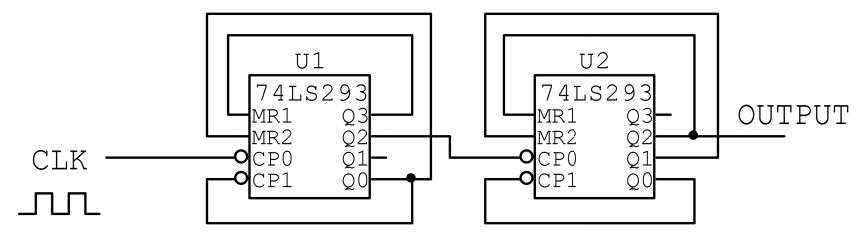 U1
U2
74LS293
74LS293
MR1 Q3
MR2 Q2
CP0 Q1
CP1 Q0
MR1 Q3
MR2 Q2
CP0 Q1
CP1 Q0
CLK
OUTPUT